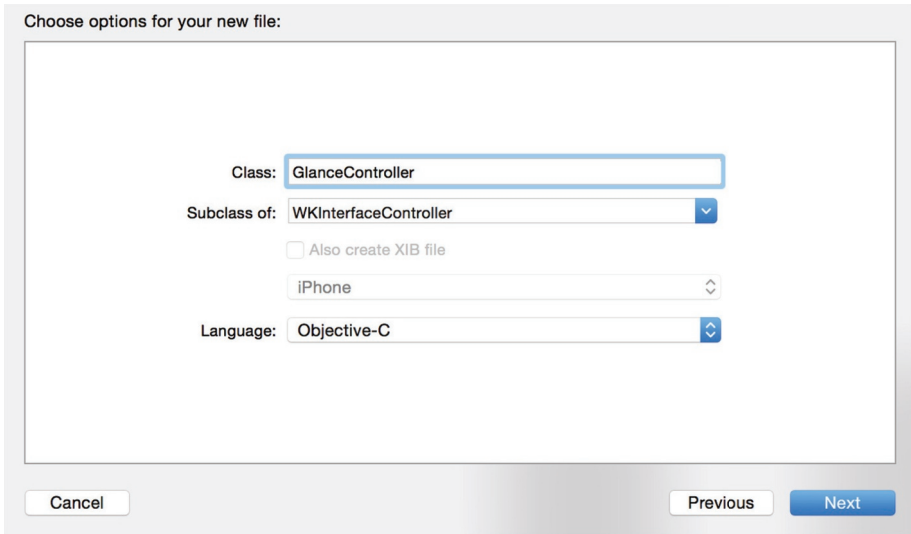 Choose options for your new file:
Class: GlanceController
Subclass of: WKInterfaceController
Also create XIB file
iPhone
Language: Objective-C
Cancel Previous Next